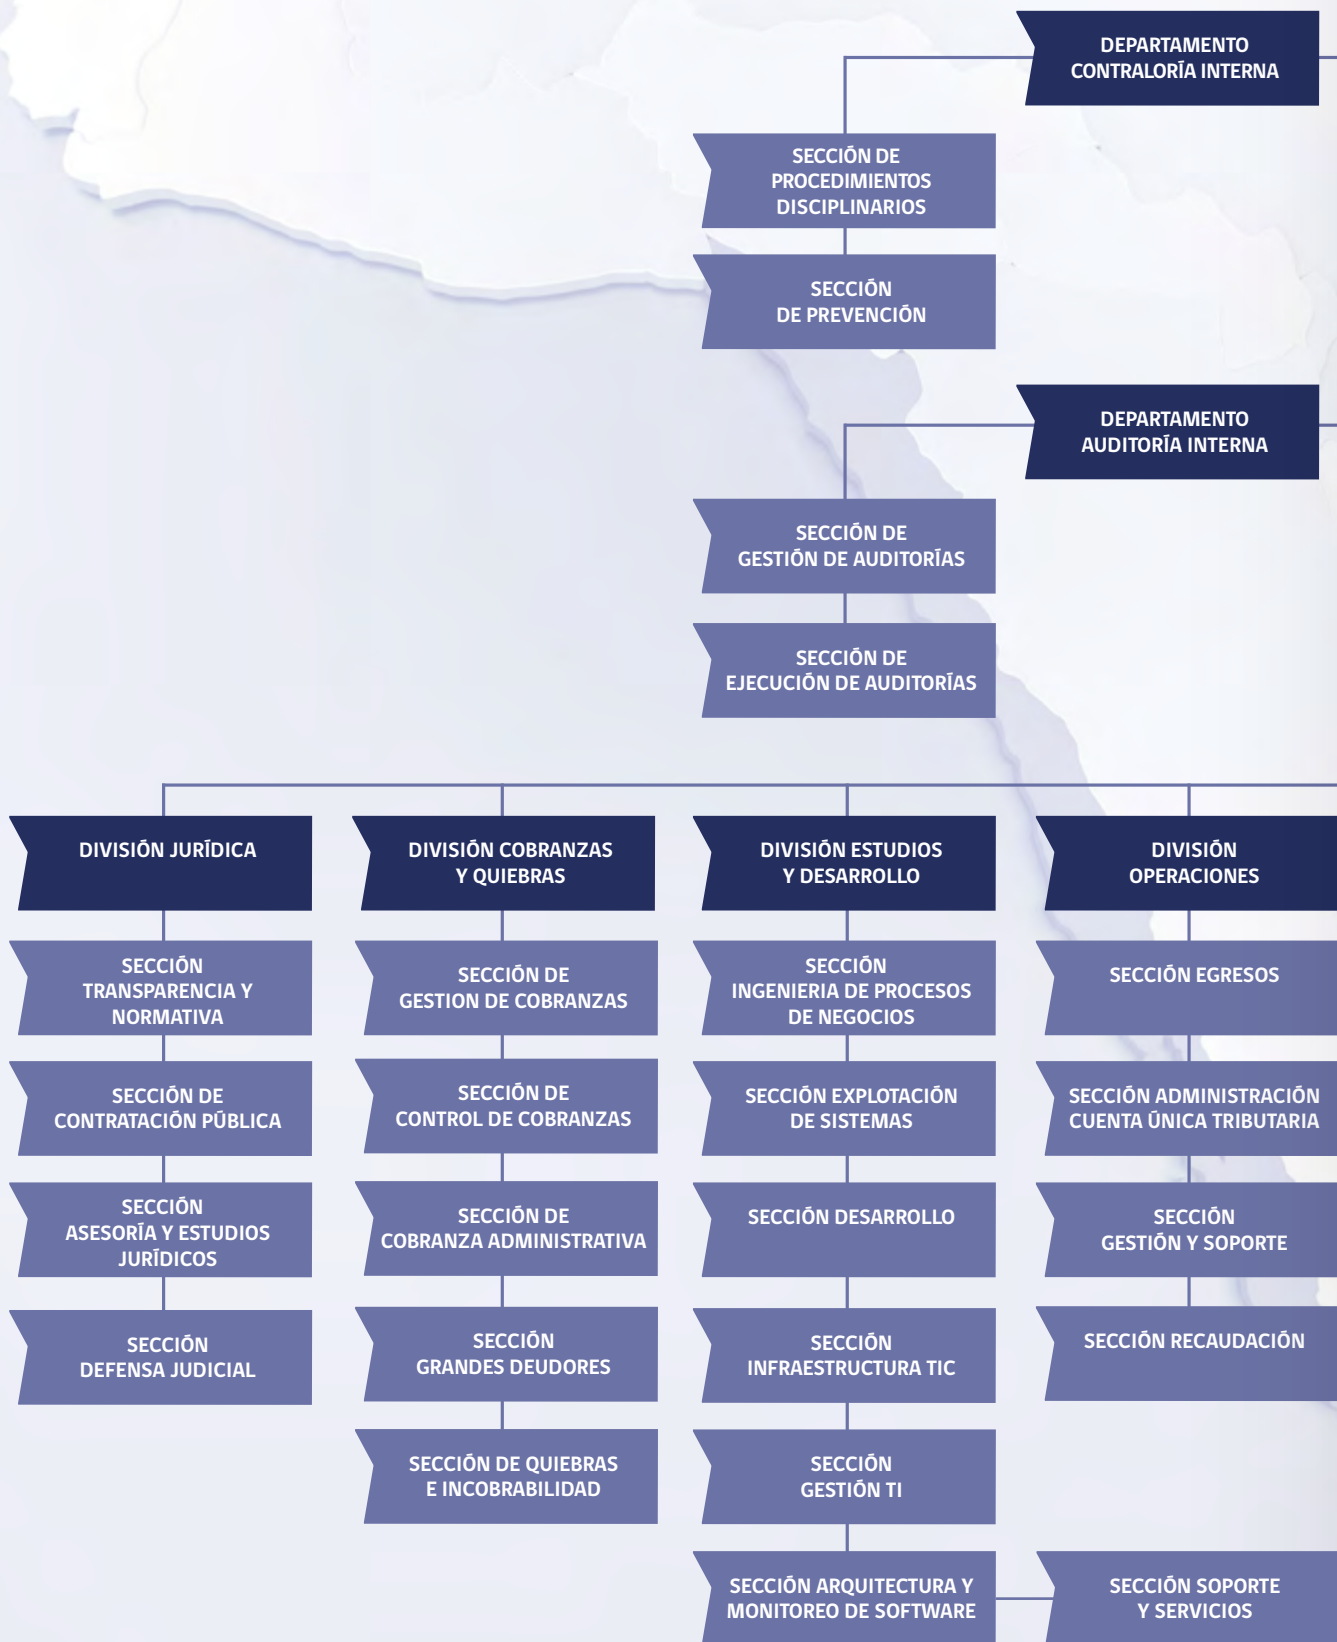 DEPARTAMENTO
CONTRALORÍA INTERNA
SECCIÓN DE
PROCEDIMIENTOS
DISCIPLINARIOS
SECCIÓN
DE PREVENCIÓN
DEPARTAMENTO
AUDITORÍA INTERNA
SECCIÓN DE
GESTIÓN DE AUDITORÍAS
SECCIÓN DE
EJECUCIÓN DE AUDITORÍAS
DIVISIÓN JURÍDICA
SECCIÓN
TRANSPARENCIA Y
NORMATIVA
SECCIÓN DE
CONTRATACIÓN PÚBLICA
SECCIÓN
ASESORÍA Y ESTUDIOS
JURÍDICOS
SECCIÓN
DEFENSA JUDICIAL
DIVISIÓN COBRANZAS
Y QUIEBRAS
SECCIÓN DE
GESTION DE COBRANZAS
SECCIÓN DE
CONTROL DE COBRANZAS
SECCIÓN DE
COBRANZA ADMINISTRATIVA
SECCIÓN
GRANDES DEUDORES
SECCIÓN DE QUIEBRAS
E INCOBRABILIDAD
DIVISIÓN ESTUDIOS
Y DESARROLLO
SECCIÓN
INGENIERIA DE PROCESOS
DE NEGOCIOS
SECCIÓN EXPLOTACIÓN
DE SISTEMAS
SECCIÓN DESARROLLO
SECCIÓN
INFRAESTRUCTURA TIC
SECCIÓN
GESTIÓN TI
SECCIÓN ARQUITECTURA Y
MONITOREO DE SOFTWARE
SECCIÓN SOPORTE
Y SERVICIOS
DIVISIÓN
OPERACIONES
SECCIÓN EGRESOS
SECCIÓN ADMINISTRACIÓN
CUENTA ÚNICA TRIBUTARIA
SECCIÓN
GESTIÓN Y SOPORTE
SECCIÓN RECAUDACIÓN